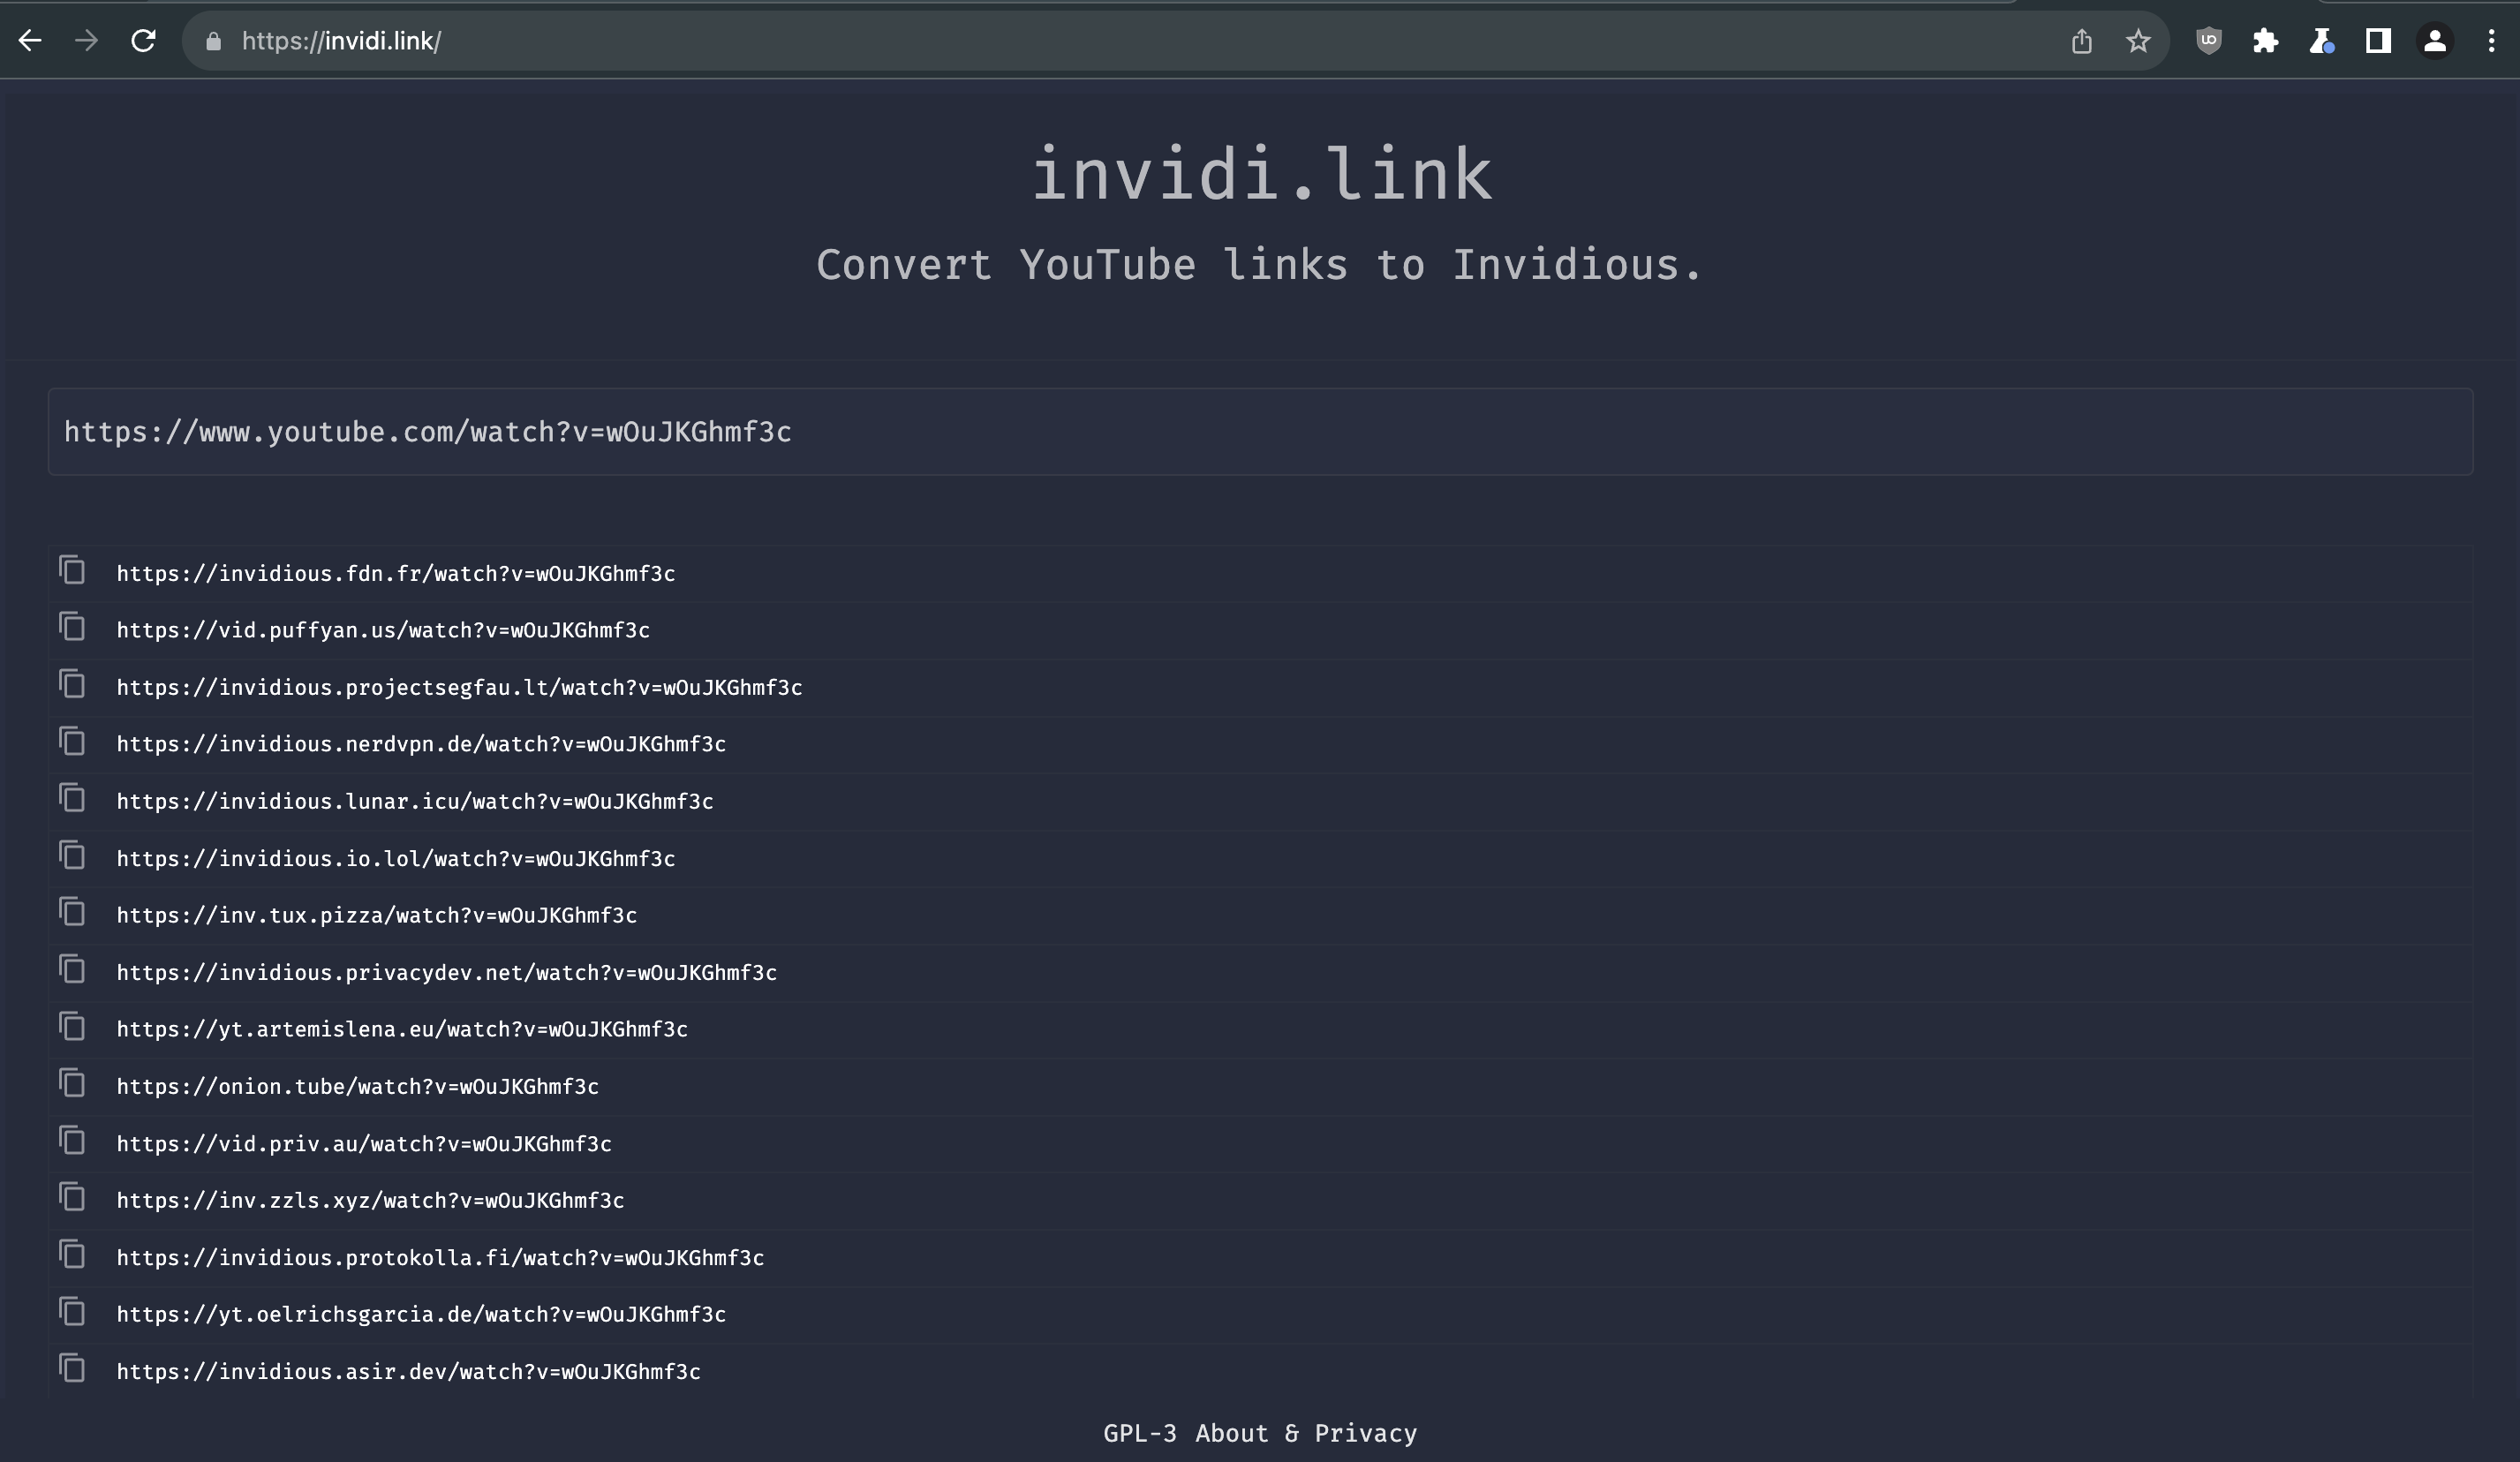 https://invidi.link/
invidi.link
Convert YouTube links to Invidious.
https://www.youtube.com/watch?v=wOuJKGhmf3c
https://invidious.fdn.fr/watch?v=wOuJKGhmf3c
https://vid.puffyan.us/watch?v=wOuJKGhmf3c
https://invidious.projectsegfau.lt/watch?v=wOuJKGhmf3c
https://invidious.nerdvpn.de/watch?v=wOuJKGhmf3c
https://invidious.lunar.icu/watch?v=wOuJKGhmf3c
https://invidious.io.lol/watch?v=wOuJKGhmf3c
https://inv.tux.pizza/watch?v=wOuJKGhmf3c
https://invidious.privacydev.net/watch?v=wOuJKGhmf3c
https://yt.artemislena.eu/watch?v=wOuJKGhmf3c
https://onion.tube/watch?v=wOuJKGhmf3c
https://vid.priv.au/watch?v=wOuJKGhmf3c
https://inv.zzls.xyz/watch?v=wOuJKGhmf3c
https://invidious.protokolla.fi/watch?v=wOuJKGhmf3c
https://yt.oelrichsgarcia.de/watch?v=wOuJKGhmf3c
https://invidious.asir.dev/watch?v=wOuJKGhmf3c
GPL-3 About & Privacy